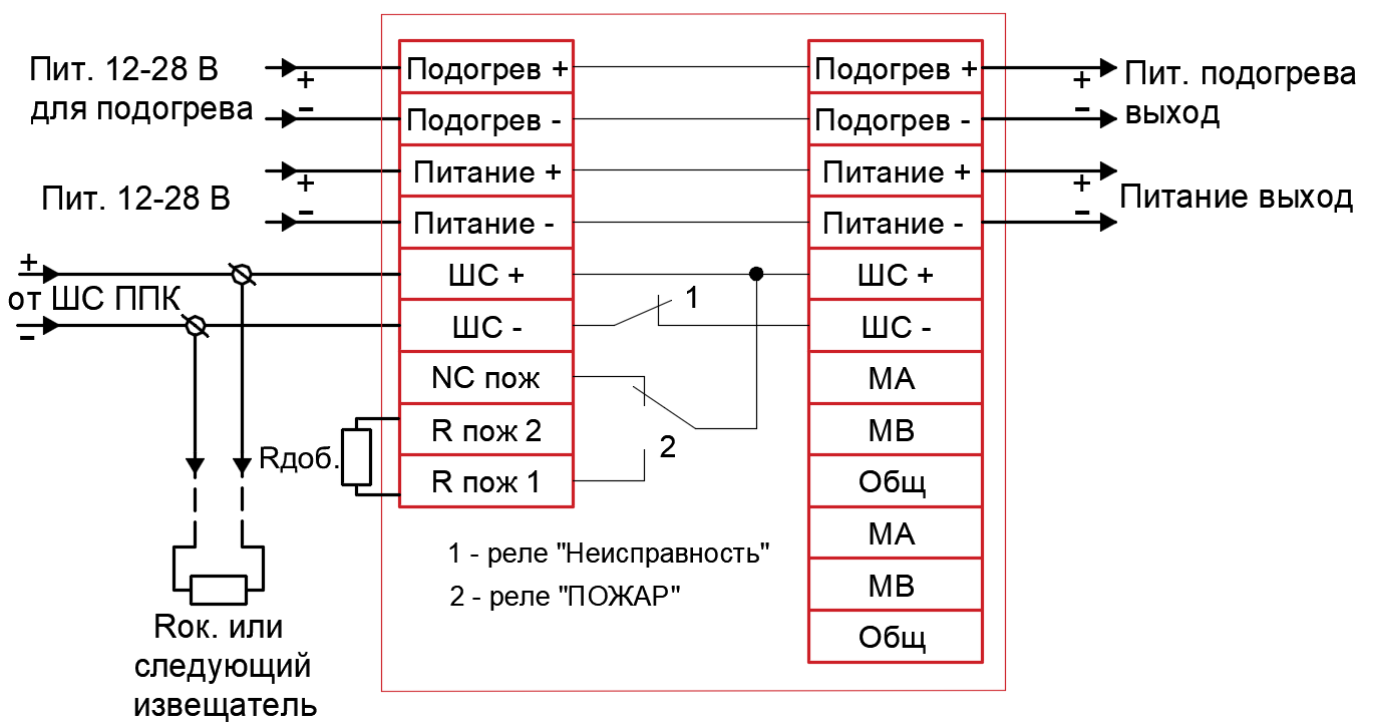 Пит. 12-28 В
для подогрева
+
-
Подогрев +
Подогрев +
+
-
Пит. подогрева
выход
Подогрев -
Подогрев -
Пит. 12-28 В
+
-
Питание +
Питание +
+
-
Питание выход
Питание -
Питание -
+
от ШС ППК
-
ШС +
ШС +
1
ШС -
ШС -
NC пож
МА
Rдоб.
R пож 2
2
МВ
R пож 1
Общ
1 - реле "Неисправность"
МА
2 - реле "ПОЖАР"
МВ
Общ
Rок. или
следующий
извещатель